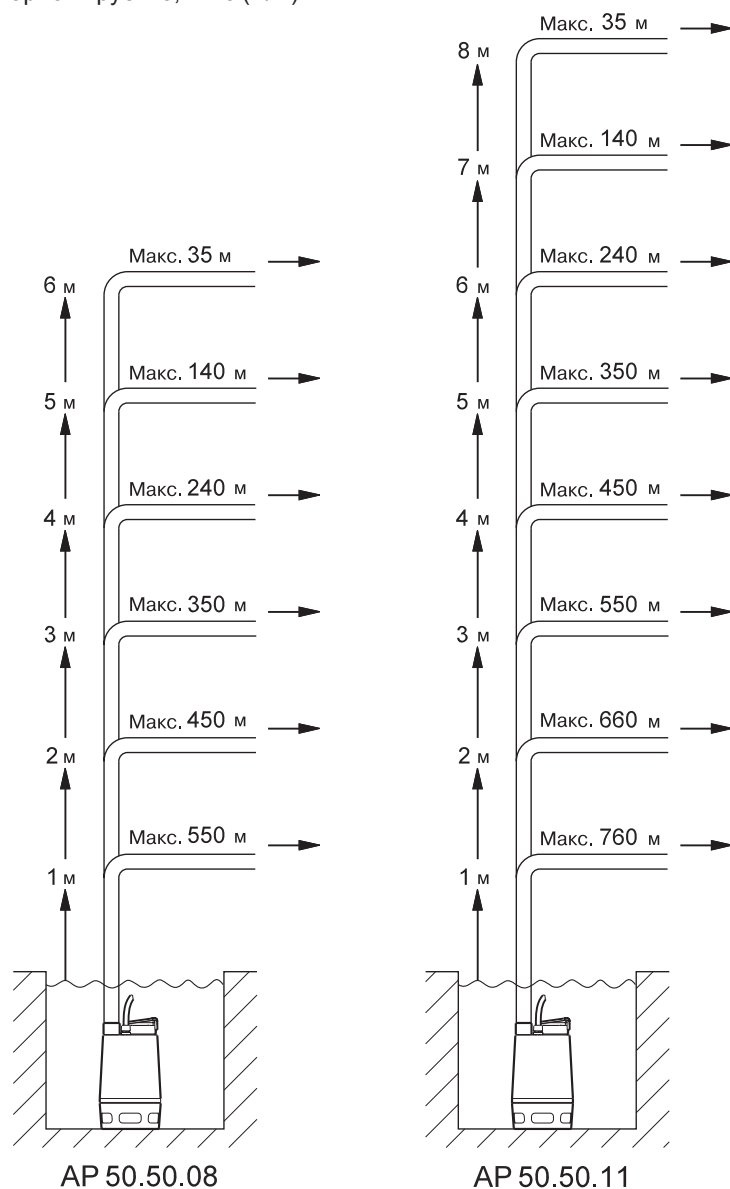 8 м
Макс. 35 м
7 м
Макс. 140 м
Макс. 35 м
6 м
Макс. 240 м
6 м
Макс. 140 м
5 м
Макс. 350 м
5 м
Макс. 240 м
4 м
Макс. 450 м
4 м
Макс. 350 м
3 м
Макс. 550 м
3 м
Макс. 450 м
2 м
Макс. 660 м
2 м
Макс. 550 м
1 м
Макс. 760 м
1 м
AP 50.50.08
AP 50.50.11